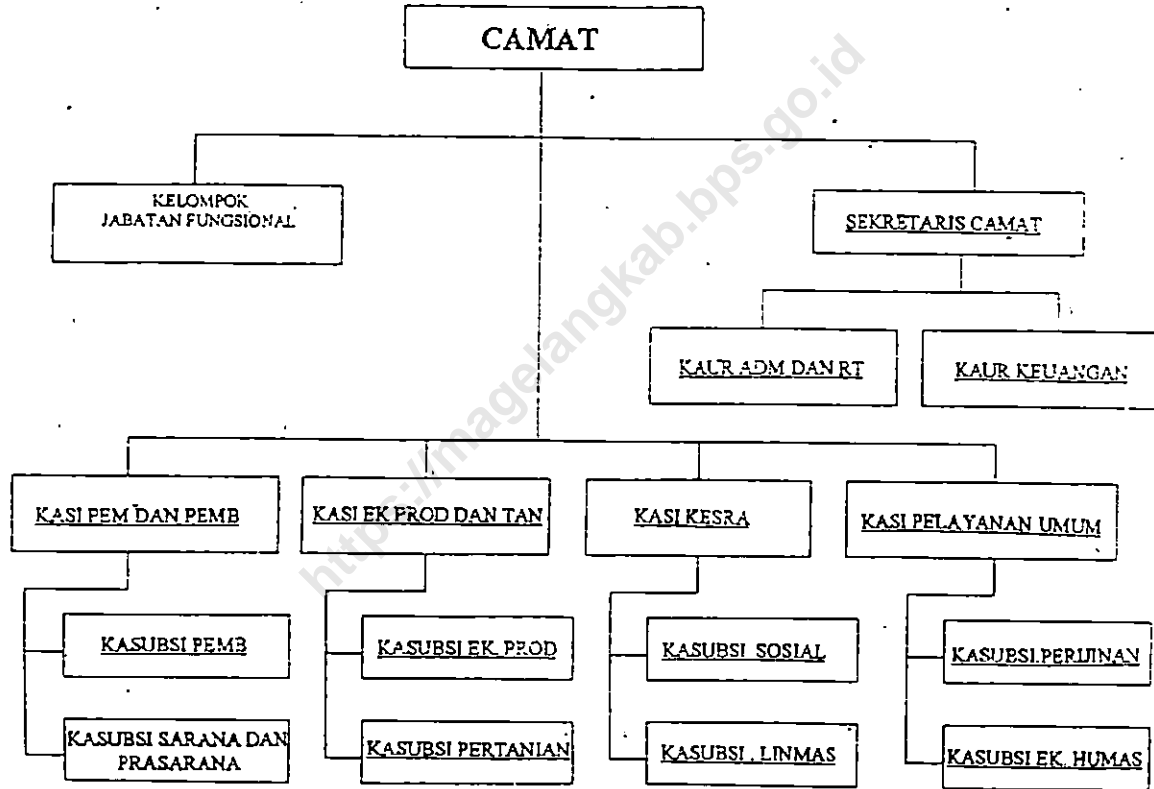 CAMAT
KELOMPOK
JABATAN FUNGSIONAL
SEKRETARIS CAMAT
KAUR ADM DAN RT
KAUR KEUANGAN
KASI PEM DAN PEMB
KASI EK PROD DAN TAN
KASI KESRA
KASI PELAYANAN UMUM
KASUBSI PEMB
KASUBSI EK. PROD
KASUBSI SOSIAL
KASUBSI.PERIJINAN
KASUBSI SARANA DAN
PRASARANA
KASUBSI PERTANIAN
KASUBSI . LINMAS
KASUBSI EK. HUMAS
https://magelangkab.bps.go.id